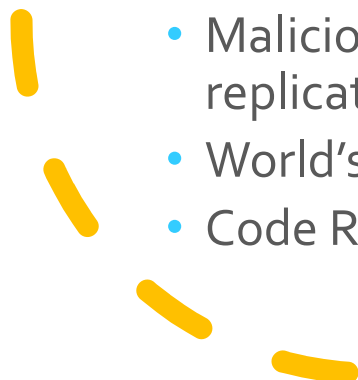 • Malicio
replicat
• World's
• Code R